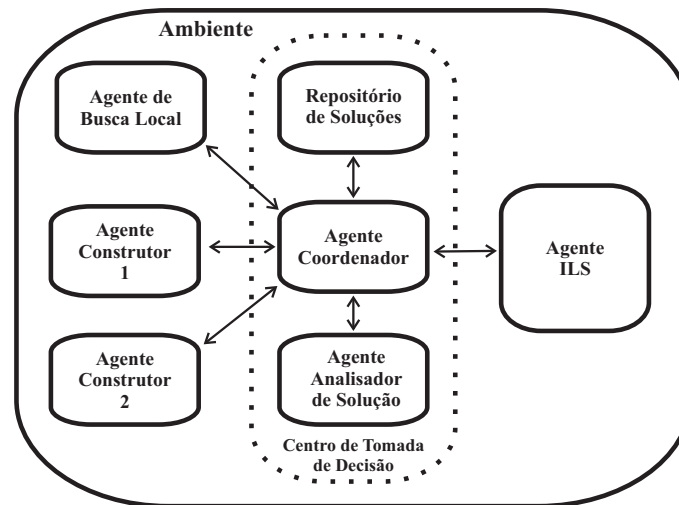 Ambiente
Agente de
Busca Local
Repositório
de Soluções
Agente
Construtor
1
Agente
Coordenador
Agente
ILS
Agente
Construtor
2
Agente
Analisador
de Solução
Centro de Tomada
de Decisão